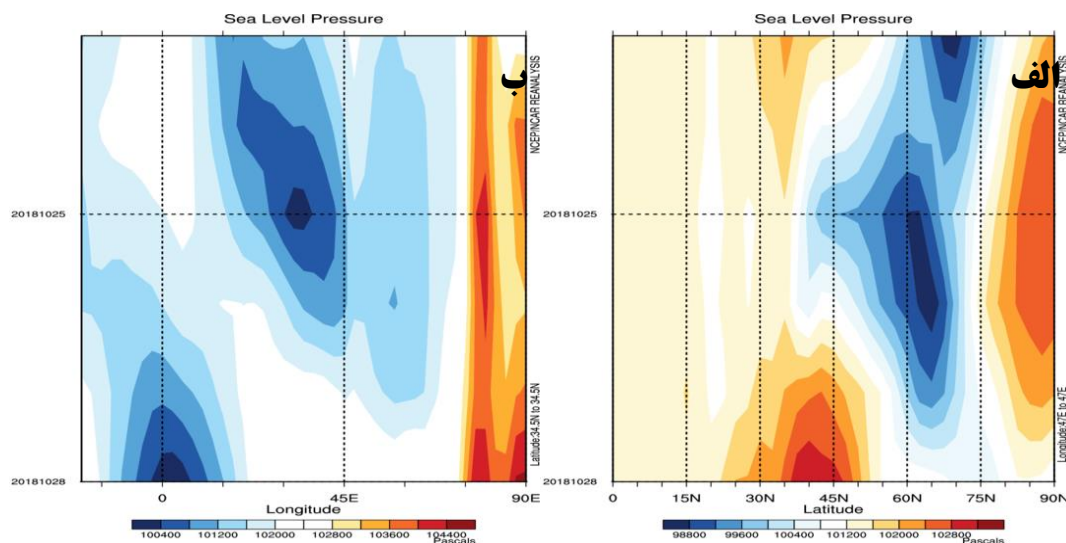 Sea Level Pressure
ب
NCEP/NCAR REANALYSIS
20181025
Latitude:34.5N to 34.5N
20181028
0
45E
90E
Longitude
100400
101200
102000
102800
103600
104400
Pascals
Sea Level Pressure
الف
NCEP/NCAR REANALYSIS
20181025
Longitude:47E to 47E
20181028
0
15N
30N
45N
60N
75N
90N
Latitude
98800
99600
100400
101200
102000
102800
Pascals